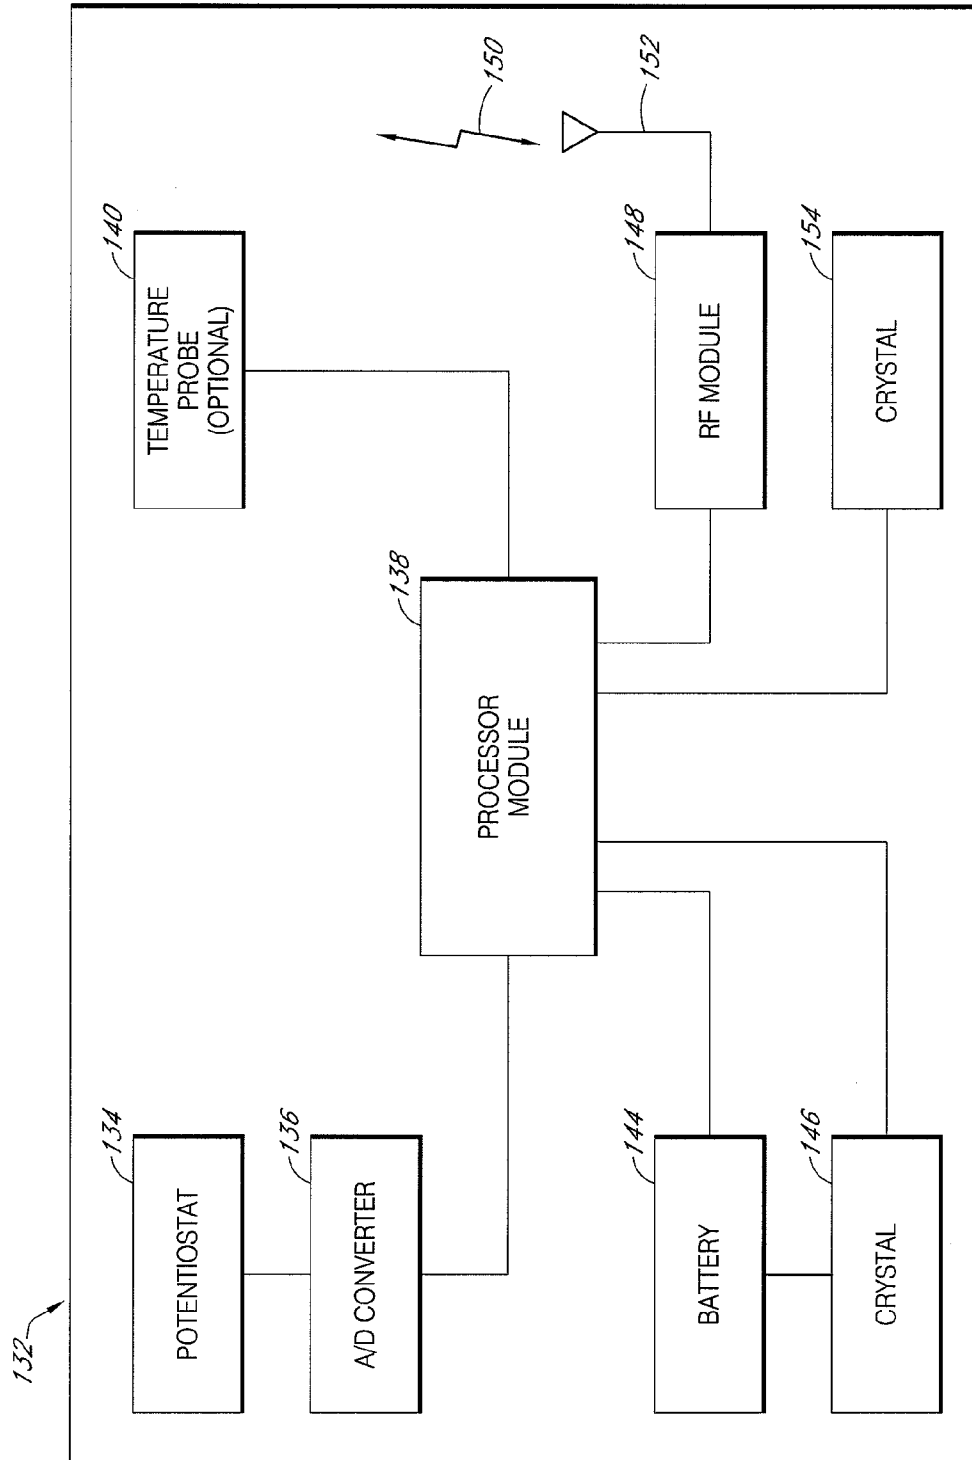 132
134
POTENTIOSTAT
136
A/D CONVERTER
138
PROCESSOR
MODULE
140
TEMPERATURE
PROBE
(OPTIONAL)
144
BATTERY
146
CRYSTAL
148
RF MODULE
150
152
154
CRYSTAL